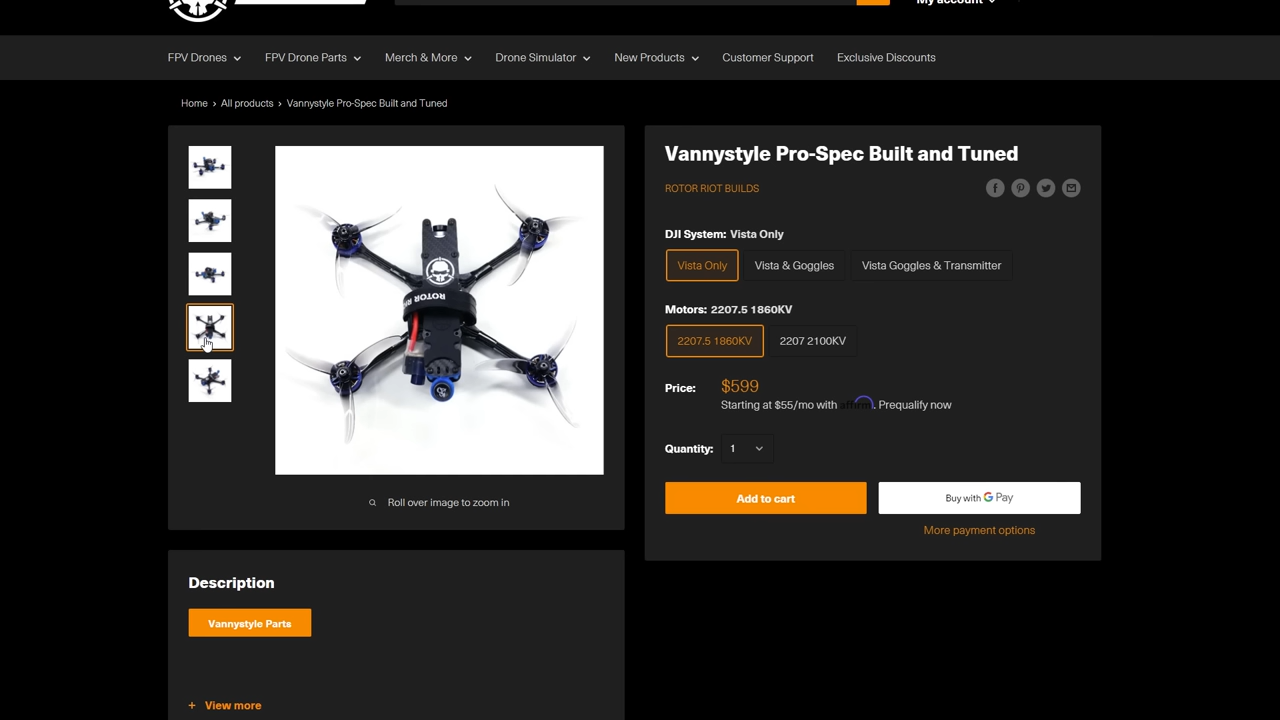 My account
FPV Drones
FPV Drone Parts
Merch & More
Drone Simulator
New Products
Customer Support
Exclusive Discounts
Home › All products › Vannystyle Pro-Spec Built and Tuned
ROTOR RI
Roll over image to zoom in
Vannystyle Pro-Spec Built and Tuned
ROTOR RIOT BUILDS
DJI System: Vista Only
Vista Only
Vista & Goggles
Vista Goggles & Transmitter
Motors: 2207.5 1860KV
2207.5 1860KV
2207 2100KV
Price: $599
Starting at $55/mo with affirm. Prequalify now
Quantity: 1
Add to cart
Buy with G Pay
More payment options
Description
Vannystyle Parts
+ View more